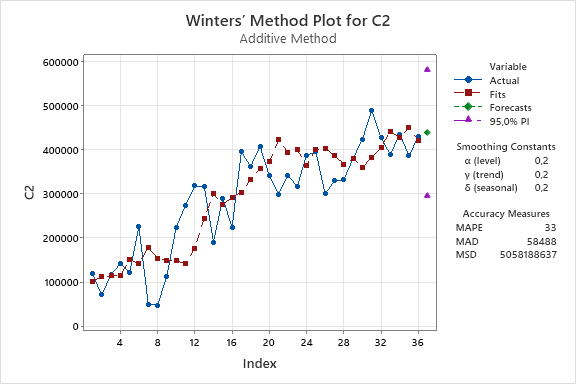 Winters' Method Plot for C2
Additive Method
600000
500000
400000
300000
200000
100000
0
C2
4 8 12 16 20 24 28 32 36
Index
Variable
Actual
Fits
Forecasts
95,0% PI
Smoothing Constants
α (level) 0,2
γ (trend) 0,2
δ (seasonal) 0,2
Accuracy Measures
MAPE 33
MAD 58488
MSD 5058188637